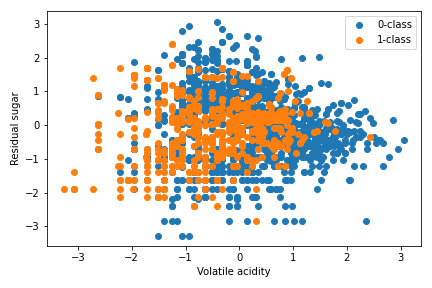 0-class
1-class
3
2
1
0
−1
−2
−3
Residual sugar
−3 −2 −1 0 1 2 3
Volatile acidity